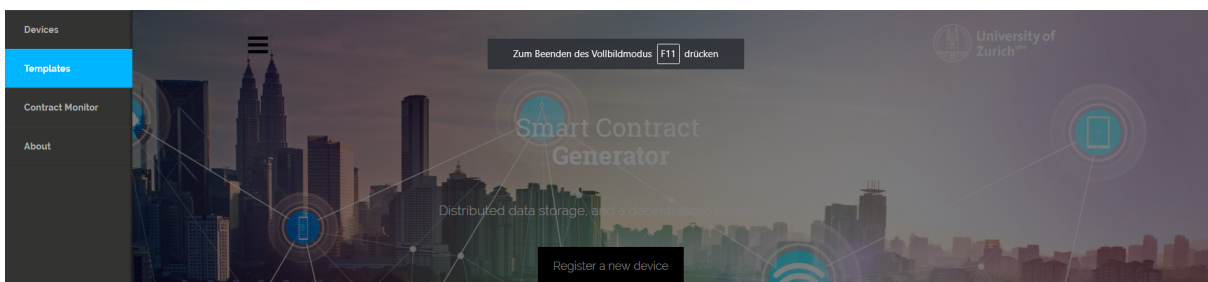 Devices
Templates
Contract Monitor
About
Zum Beenden des Vollbildmodus F11 drücken
University of
Zurich
Smart Contract
Generator
Distributed data storage, and a decentralized
Register a new device